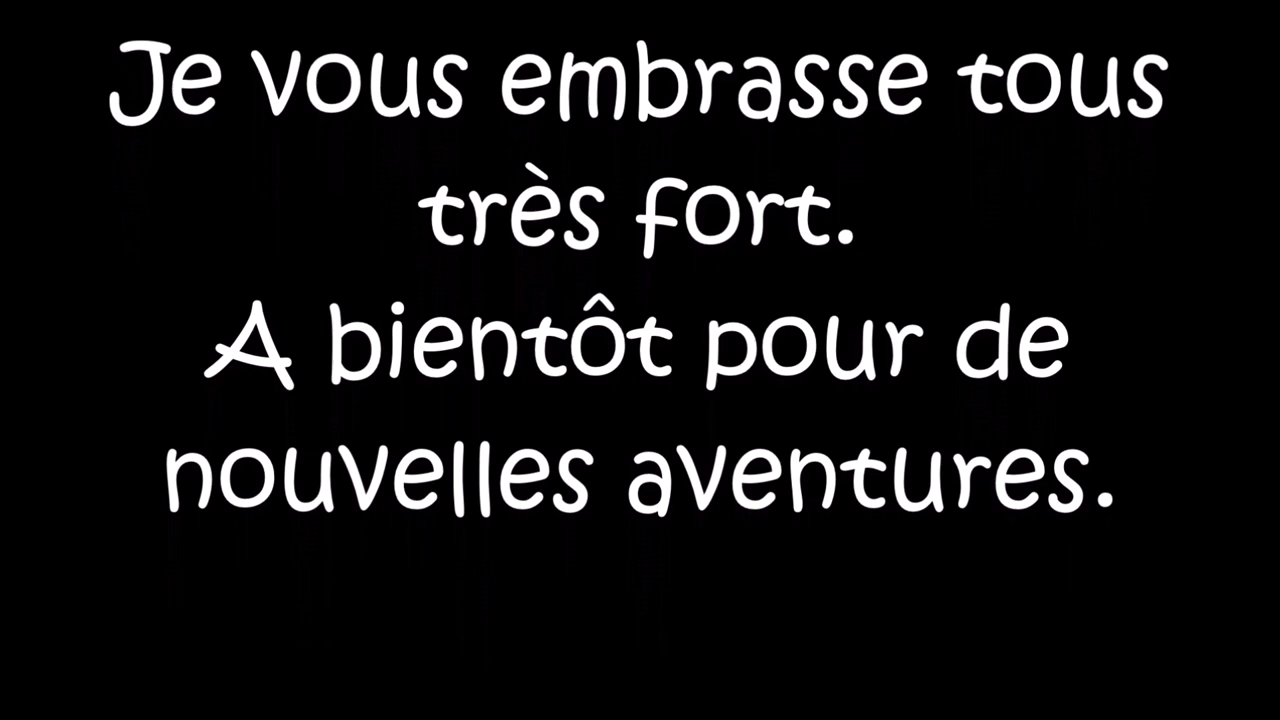 Je vous embrasse tous
très fort.
A bientôt pour de
nouvelles aventures.